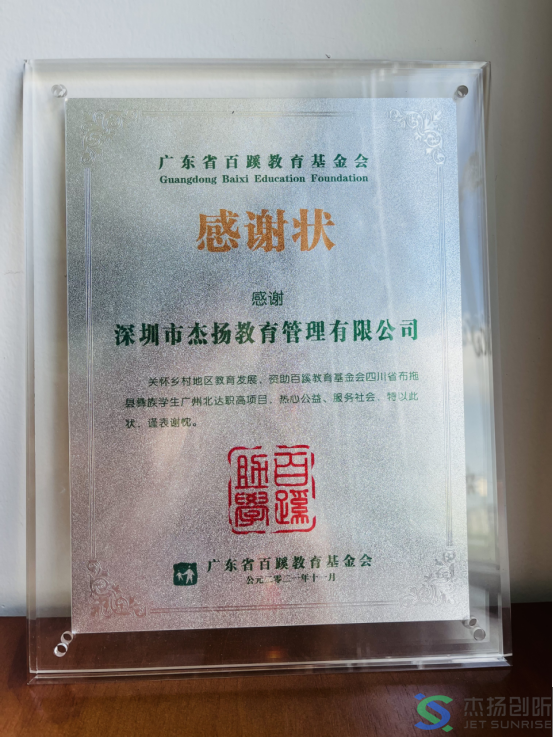 广东省百蹊教育基金会
Guangdong Baixi Education Foundation
感谢状
感谢
深圳市杰扬教育管理有限公司
关怀乡村地区教育发展、资助百蹊教育基金会四川省布拖
县彝族学生广州北达职高项目，热心公益、服务社会，特以此
状，谨表谢忱。
百蹊
助學
广东省百蹊教育基金会
公元二零二一年十一月
杰扬创昕
JET SUNRISE